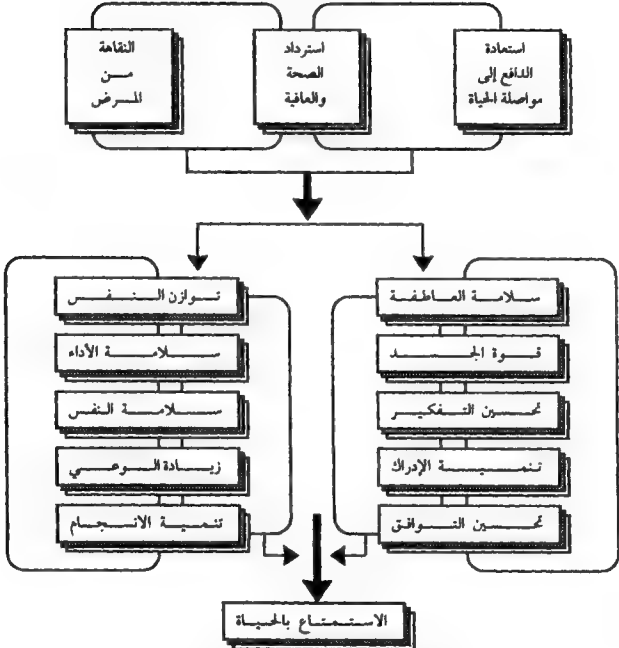 استعادة
الدافع إلى
مواصلة الحياة
استرداد
الصحة
والعافية
النقاهة
من
المرض
سلامة العاطفة
قوة الجسد
تحسين التفكير
تنمية الإدراك
تحسين التوافق
توازن النفس
سلامة الأداء
سلامة النفس
زيادة الوعي
تنمية الانسجام
الاستمتاع بالحياة